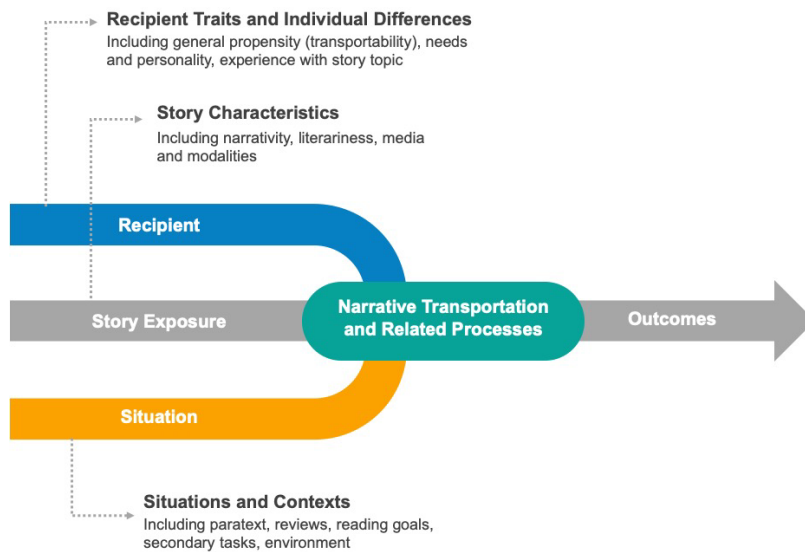 Recipient Traits and Individual Differences
Including general propensity (transportability), needs
and personality, experience with story topic
Story Characteristics
Including narrativity, literariness, media
and modalities
Recipient
Story Exposure
Narrative Transportation
and Related Processes
Outcomes
Situation
Situations and Contexts
Including paratext, reviews, reading goals,
secondary tasks, environment